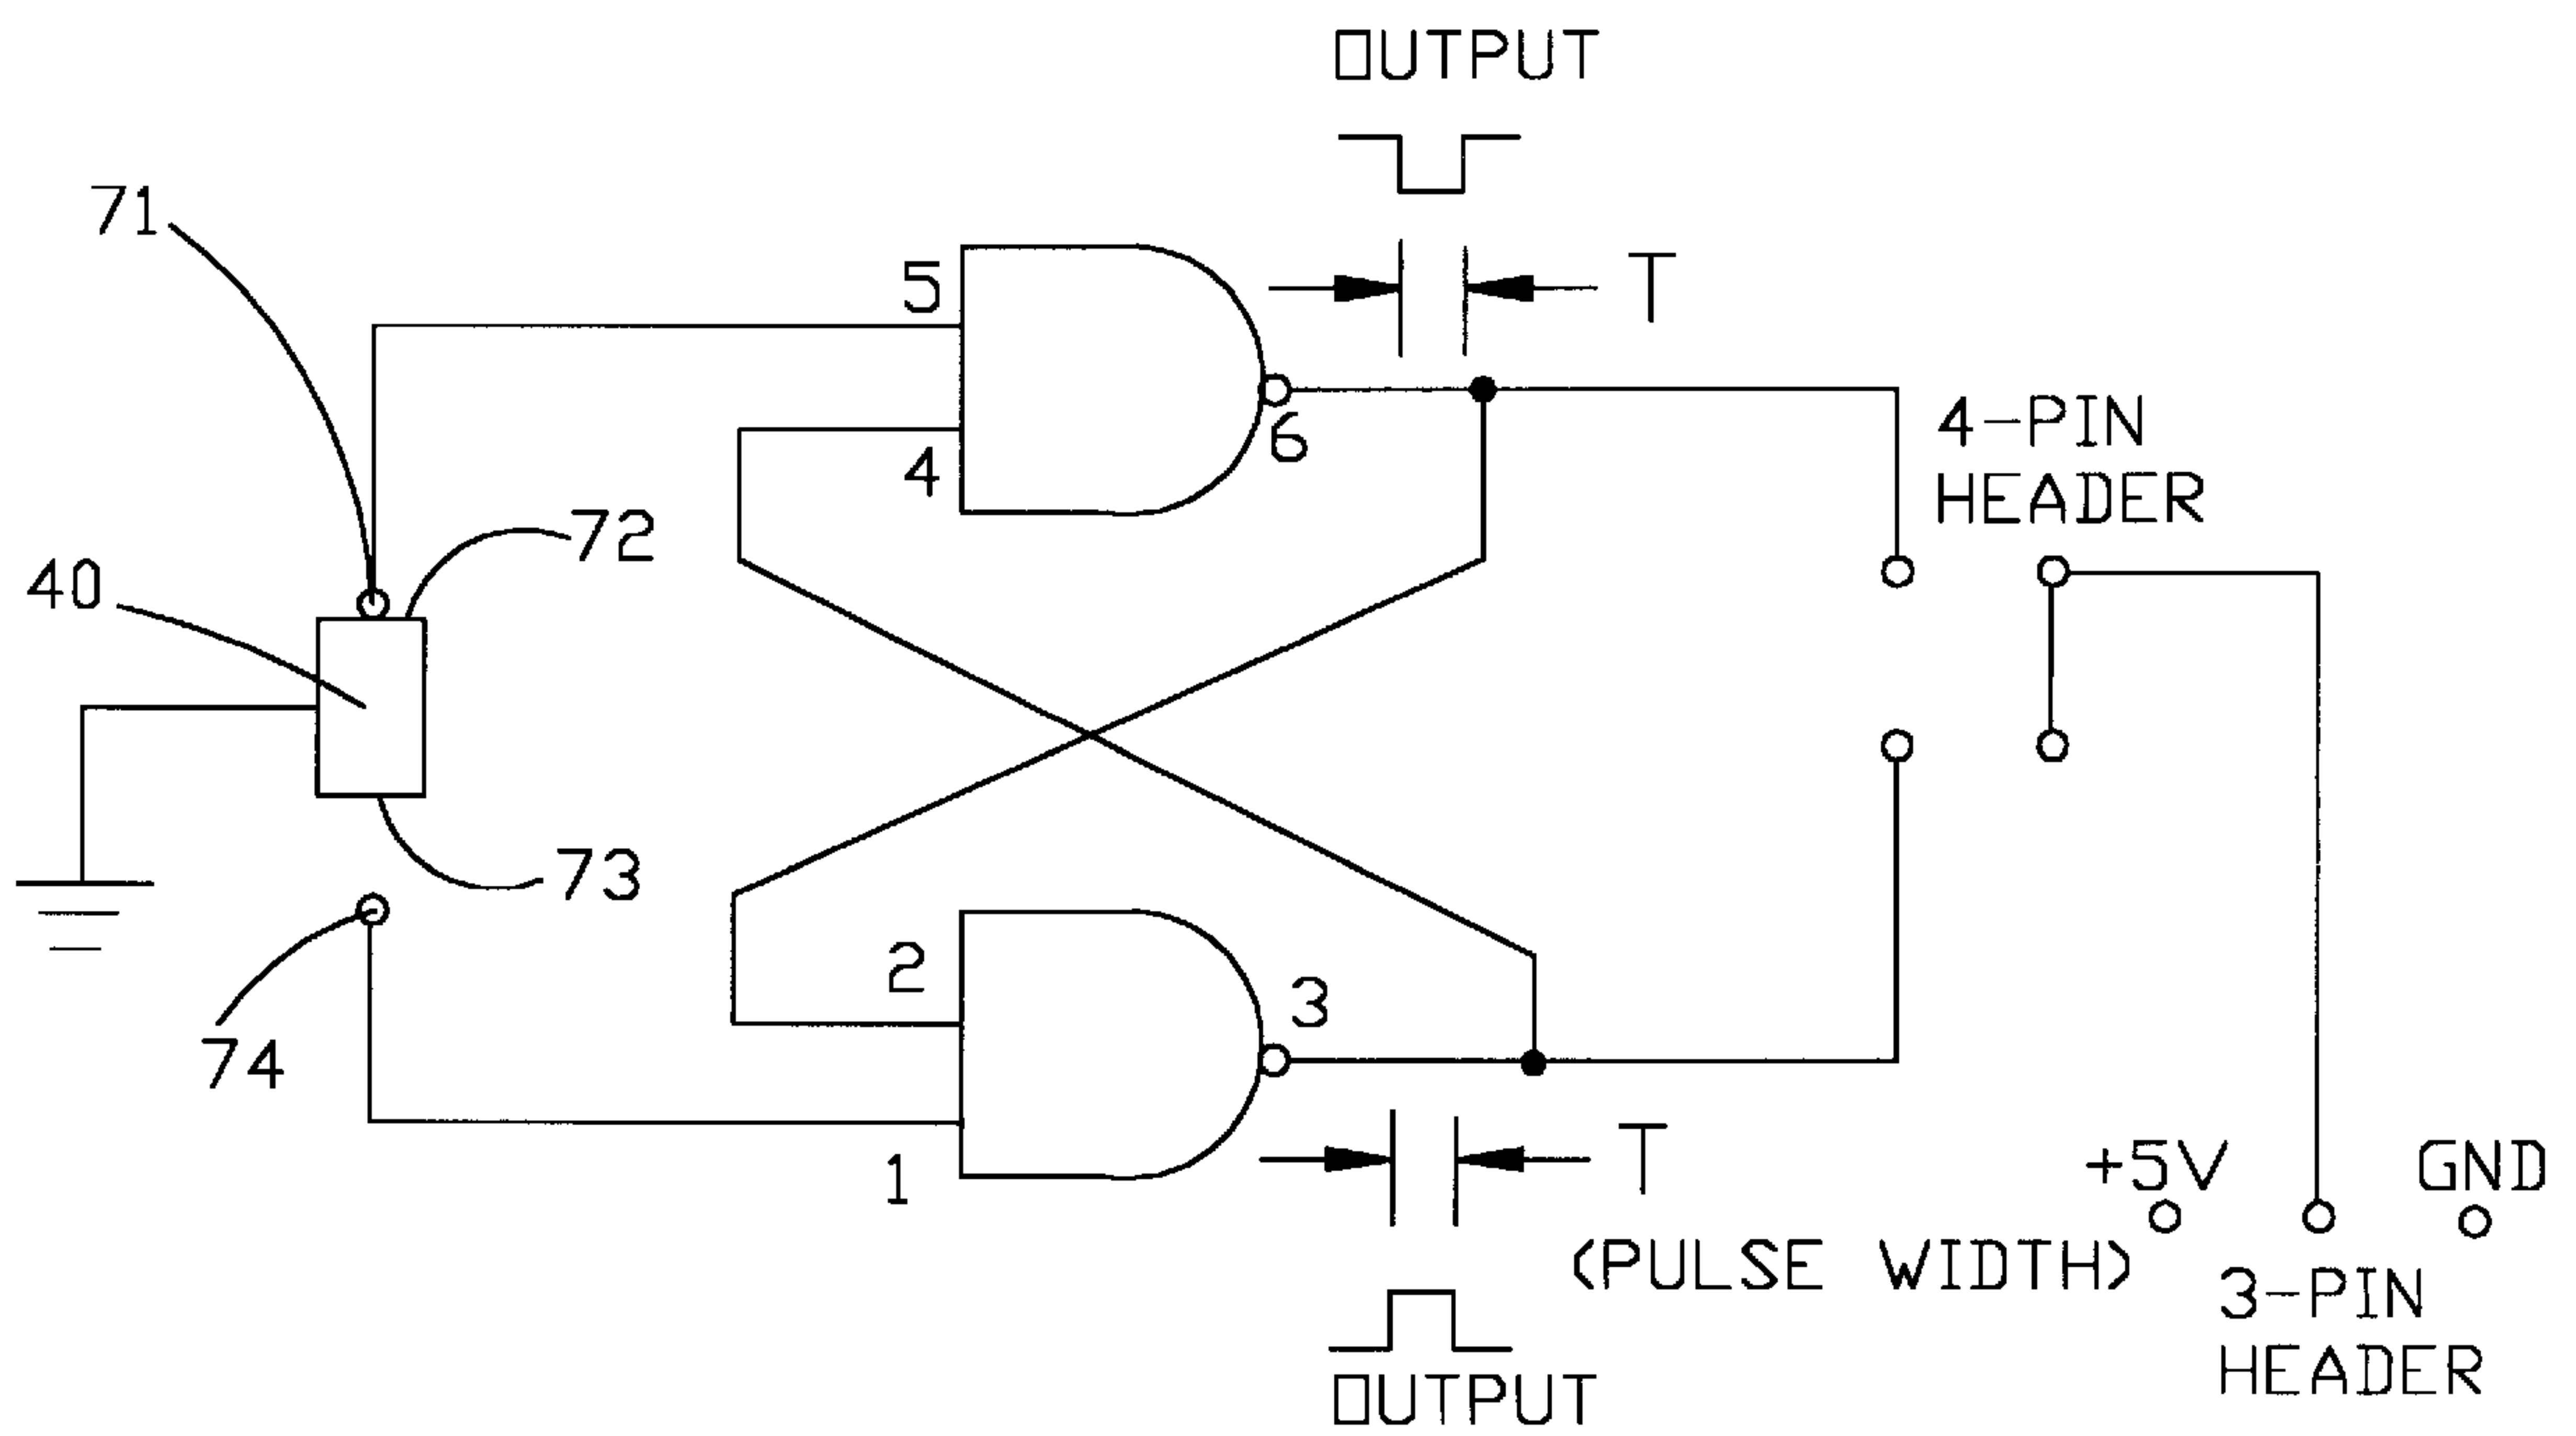 OUTPUT
71
5
T
4-PIN
HEADER
6
4
72
40
73
2
3
74
1
T
+5V
GND
(PULSE WIDTH)
3-PIN
HEADER
OUTPUT